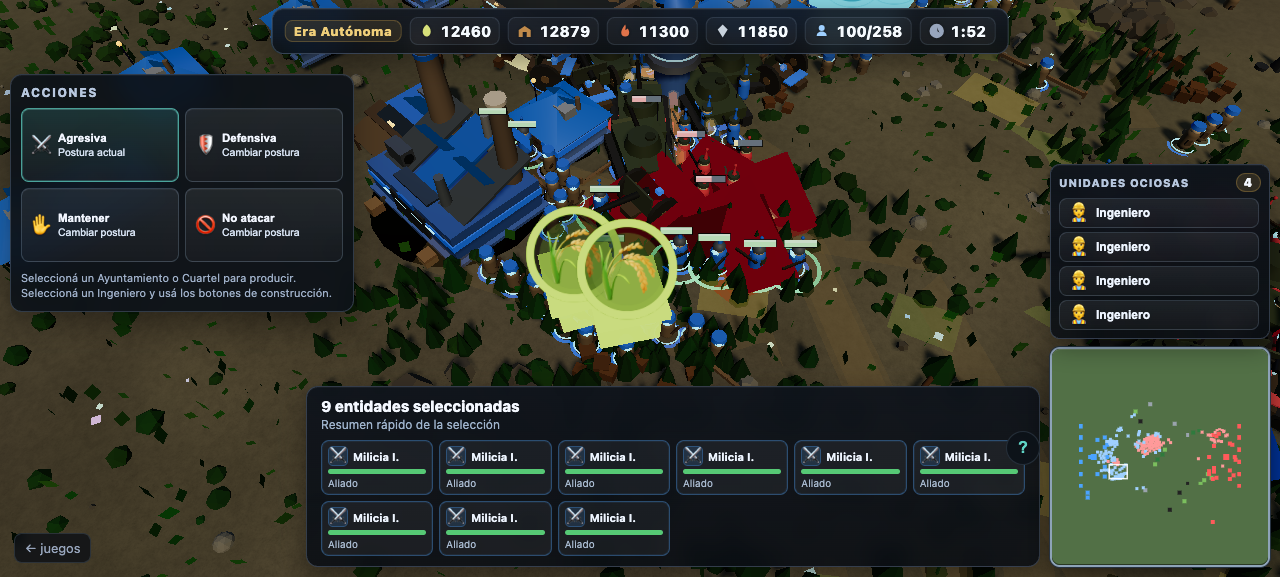 Era Autónoma 12460 12879 11300 11850 100/258 1:52
ACCIONES
Agresiva
Postura actual
Defensiva
Cambiar postura
Mantener
Cambiar postura
No atacar
Cambiar postura
Seleccioná un Ayuntamiento o Cuartel para producir.
Seleccioná un Ingeniero y usá los botones de construcción.
UNIDADES OCIOSAS 4
Ingeniero
Ingeniero
Ingeniero
Ingeniero
9 entidades seleccionadas
Resumen rápido de la selección
?
Milicia I.
Aliado
Milicia I.
Aliado
Milicia I.
Aliado
Milicia I.
Aliado
Milicia I.
Aliado
Milicia I.
Aliado
Milicia I.
Aliado
Milicia I.
Aliado
Milicia I.
Aliado
← juegos